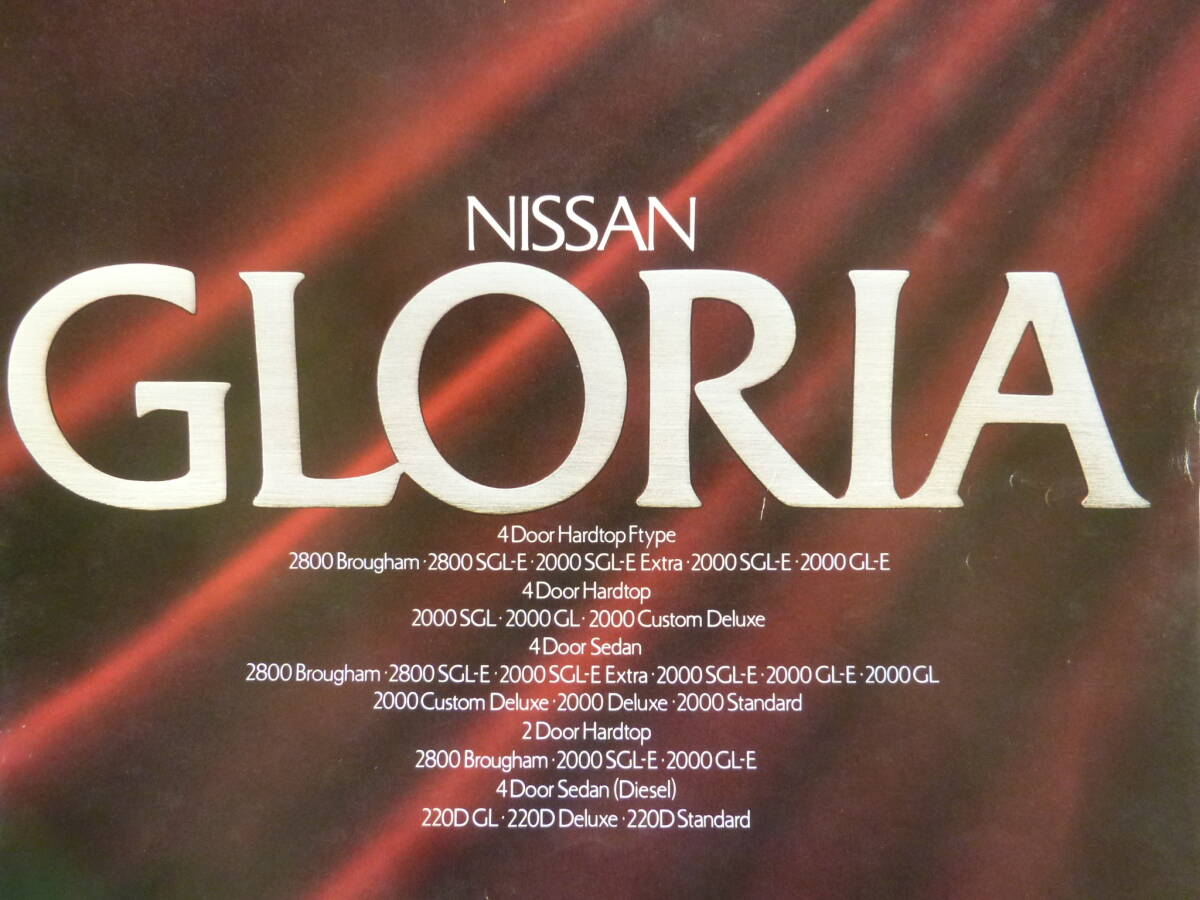 NISSAN
GLORIA
4 Door Hardtop F type
2800 Brougham · 2800 SGL-E · 2000 SGL-E Extra · 2000 SGL-E · 2000 GL-E
4 Door Hardtop
2000 SGL · 2000 GL · 2000 Custom Deluxe
4 Door Sedan
2800 Brougham · 2800 SGL-E · 2000 SGL-E Extra · 2000 SGL-E · 2000 GL-E · 2000 GL
2000 Custom Deluxe · 2000 Deluxe · 2000 Standard
2 Door Hardtop
2800 Brougham · 2000 SGL-E · 2000 GL-E
4 Door Sedan (Diesel)
220D GL · 220D Deluxe · 220D Standard